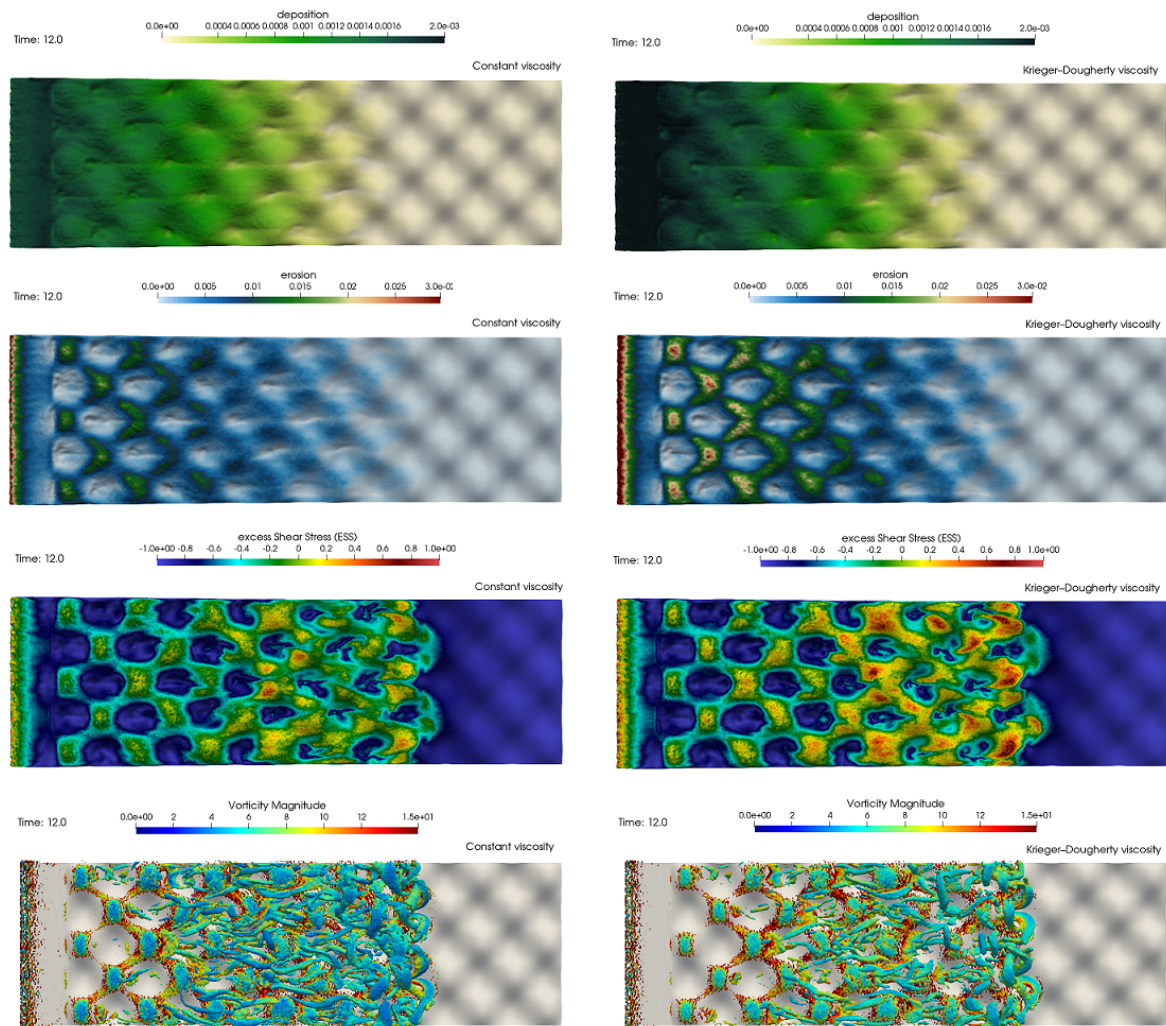 deposition
0.0e+00 0.0004 0.0006 0.0008 0.001 0.0012 0.0014 0.0016 2.0e-03
Time: 12.0
Constant viscosity
deposition
0.0e+00 0.0004 0.0006 0.0008 0.001 0.0012 0.0014 0.0016 2.0e-03
Time: 12.0
Krieger–Dougherty viscosity
erosion
0.0e+00 0.005 0.01 0.015 0.02 0.025 3.0e-02
Time: 12.0
Constant viscosity
erosion
0.0e+00 0.005 0.01 0.015 0.02 0.025 3.0e-02
Time: 12.0
Krieger–Dougherty viscosity
excess Shear Stress (ESS)
-1.0e+00 -0.8 -0.6 -0.4 -0.2 0 0.2 0.4 0.6 0.8 1.0e+00
Time: 12.0
Constant viscosity
excess Shear Stress (ESS)
-1.0e+00 -0.8 -0.6 -0.4 -0.2 0 0.2 0.4 0.6 0.8 1.0e+00
Time: 12.0
Krieger–Dougherty viscosity
Vorticity Magnitude
0.0e+00 2 4 6 8 10 12 1.5e+01
Time: 12.0
Constant viscosity
Vorticity Magnitude
0.0e+00 2 4 6 8 10 12 1.5e+01
Time: 12.0
Krieger–Dougherty viscosity